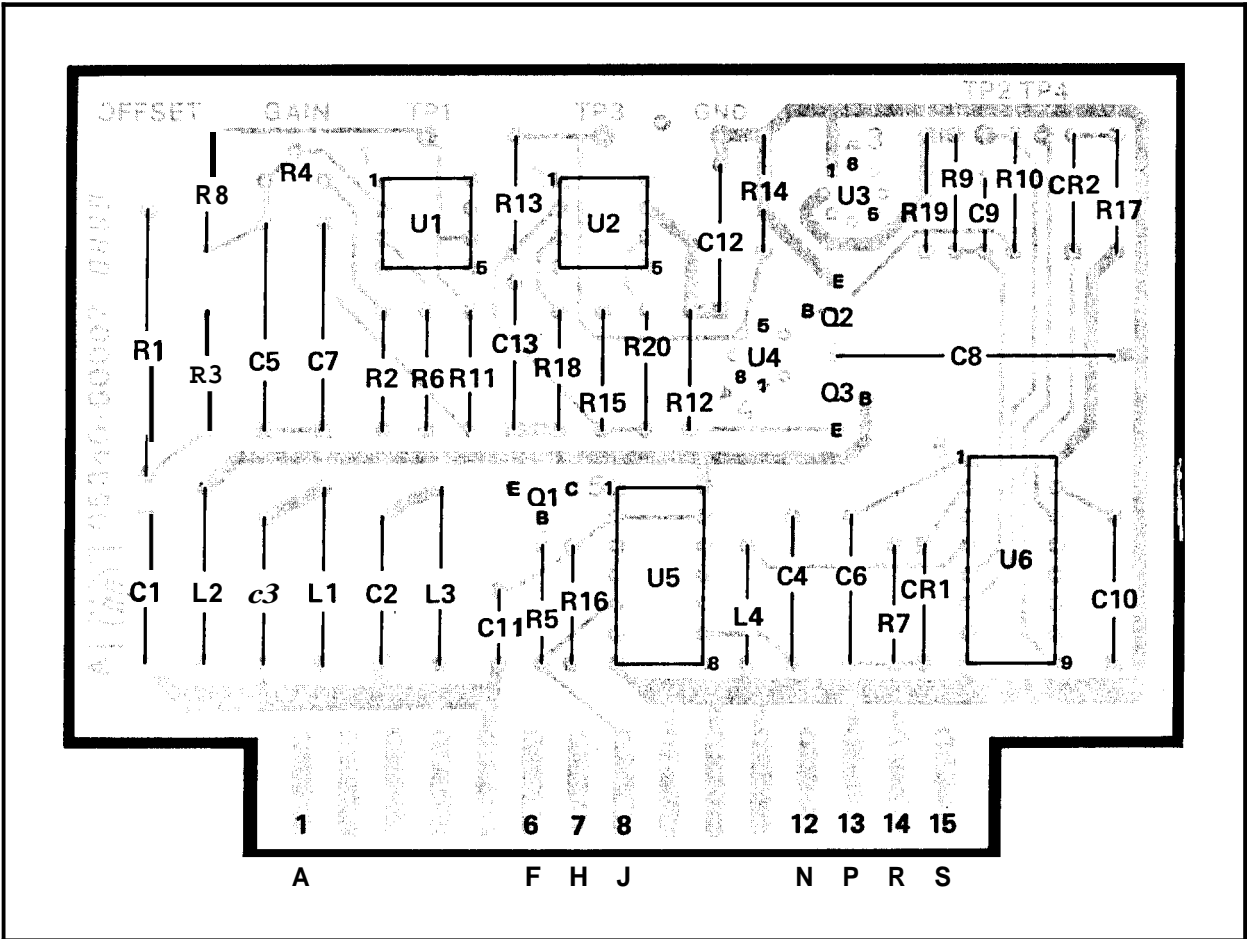 OFFSET GAIN TP1 TP3 GND TP2 TP4
R8 R4 1 U1 5 R13 1 U2 5 C12 R14 1 8 U3 6 R19 R9 C9 R10 CR2 R17
E B Q2
R1 R3 C5 C7 R2 R6 R11 C13 R18 R15 R20 R12 5 U4 8 1 C8
Q3 B E
E Q1 C B 1 U5 8 1 U6 9
C1 L2 c3 L1 C2 L3 C11 R5 R16 L4 C4 C6 R7 CR1 C10
1 6 7 8 12 13 14 15
A F H J N P R S